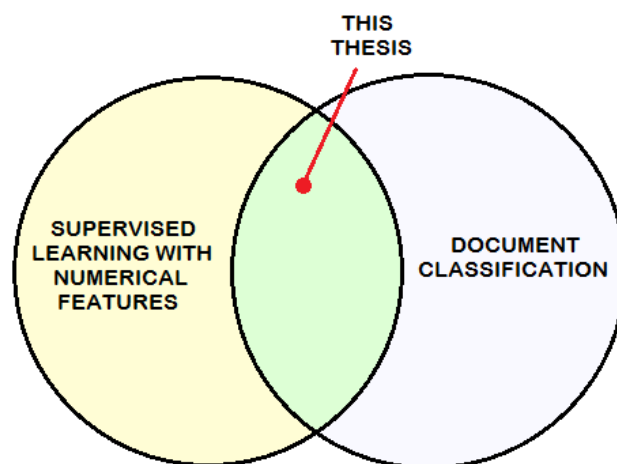 THIS
THESIS
SUPERVISED
LEARNING WITH
NUMERICAL
FEATURES
DOCUMENT
CLASSIFICATION